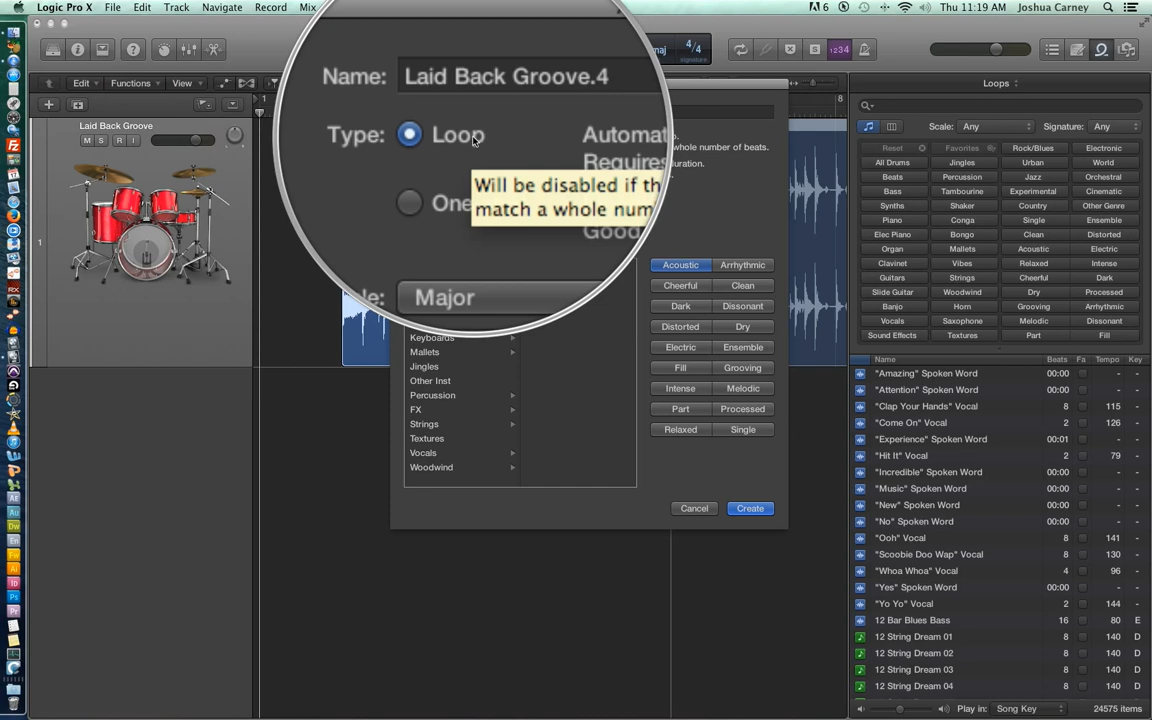 Logic Pro X File Edit Track Navigate Record Mix 6 Thu 11:19 AM Joshua Carney
maj 4/4 signature 1234
Edit Functions View
1 8
Laid Back Groove
M S R I
1
Name: Laid Back Groove.4
Type: Loop
One
Automat
Requires
Good
Will be disabled if th
match a whole num
whole number of beats.
Major
Acoustic Arrhythmic
Cheerful Clean
Dark Dissonant
Distorted Dry
Electric Ensemble
Fill Grooving
Intense Melodic
Part Processed
Relaxed Single
Keyboards
Mallets
Jingles
Other Inst
Percussion
FX
Strings
Textures
Vocals
Woodwind
Cancel Create
Loops
Scale: Any Signature: Any
Reset Favorites Rock/Blues Electronic
All Drums Jingles Urban World
Beats Percussion Jazz Orchestral
Bass Tambourine Experimental Cinematic
Synths Shaker Country Other Genre
Piano Conga Single Ensemble
Elec Piano Bongo Clean Distorted
Organ Mallets Acoustic Electric
Clavinet Vibes Relaxed Intense
Guitars Strings Cheerful Dark
Slide Guitar Woodwind Dry Processed
Banjo Horn Grooving Arrhythmic
Vocals Saxophone Melodic Dissonant
Sound Effects Textures Part Fill
Name Beats Fa Tempo Key
"Amazing" Spoken Word 00:00 - -
"Attention" Spoken Word 00:00 - -
"Clap Your Hands" Vocal 8 115 -
"Come On" Vocal 2 126 -
"Experience" Spoken Word 00:01 - -
"Hit It" Vocal 2 79 -
"Incredible" Spoken Word 00:00 - -
"Music" Spoken Word 00:00 - -
"New" Spoken Word 00:00 - -
"No" Spoken Word 00:00 - -
"Ooh" Vocal 8 141 -
"Scoobie Doo Wap" Vocal 8 130 -
"Whoa Whoa" Vocal 4 96 -
"Yes" Spoken Word 00:00 - -
"Yo Yo" Vocal 2 144 -
12 Bar Blues Bass 16 80 E
12 String Dream 01 8 140 D
12 String Dream 02 8 140 D
12 String Dream 03 8 140 D
12 String Dream 04 8 140 D
Play in: Song Key 24575 items